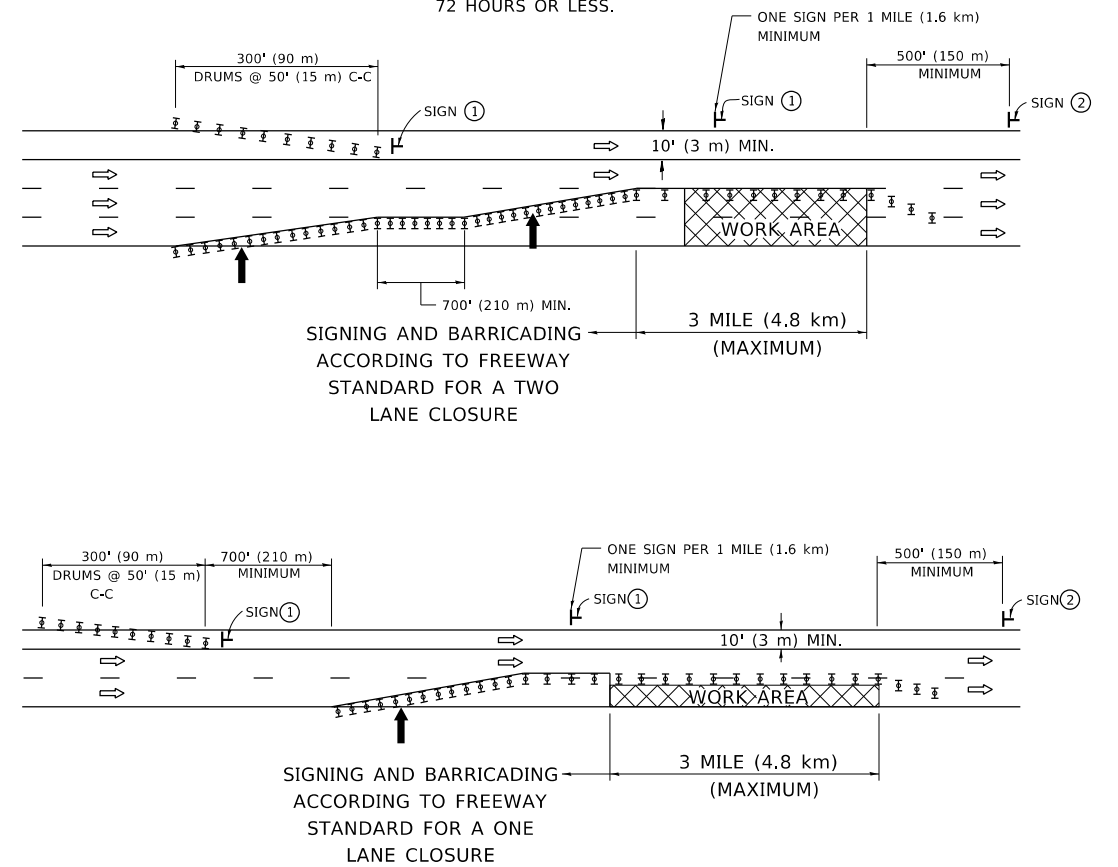 72 HOURS OR LESS.
ONE SIGN PER 1 MILE (1.6 km)
MINIMUM
300' (90 m)
DRUMS @ 50' (15 m) C-C
500' (150 m)
MINIMUM
SIGN 1
SIGN 1
SIGN 2
10' (3 m) MIN.
WORK AREA
700' (210 m) MIN.
SIGNING AND BARRICADING
ACCORDING TO FREEWAY
STANDARD FOR A TWO
LANE CLOSURE
3 MILE (4.8 km)
(MAXIMUM)
300' (90 m)
DRUMS @ 50' (15 m)
C-C
700' (210 m)
MINIMUM
ONE SIGN PER 1 MILE (1.6 km)
MINIMUM
500' (150 m)
MINIMUM
SIGN 1
SIGN 1
SIGN 2
10' (3 m) MIN.
WORK AREA
SIGNING AND BARRICADING
ACCORDING TO FREEWAY
STANDARD FOR A ONE
LANE CLOSURE
3 MILE (4.8 km)
(MAXIMUM)